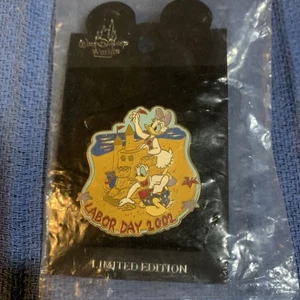 Walt Disney
World
LABOR DAY 2002
LIMITED EDITION